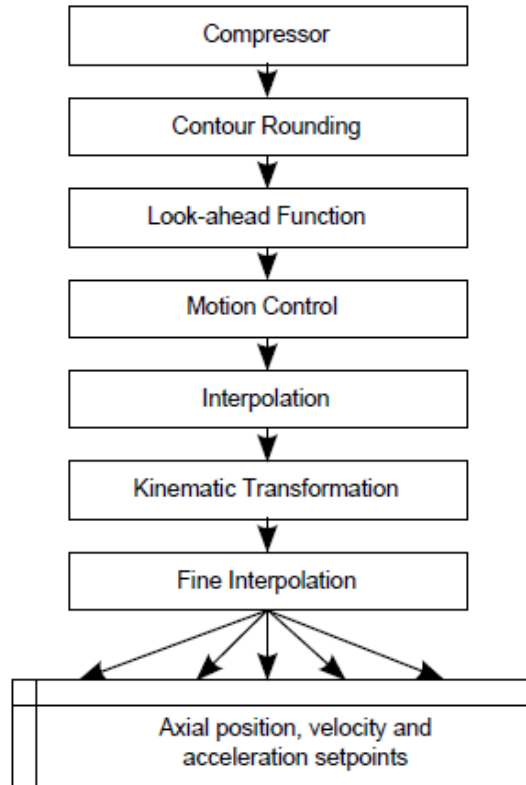 Compressor
Contour Rounding
Look-ahead Function
Motion Control
Interpolation
Kinematic Transformation
Fine Interpolation
Axial position, velocity and
acceleration setpoints